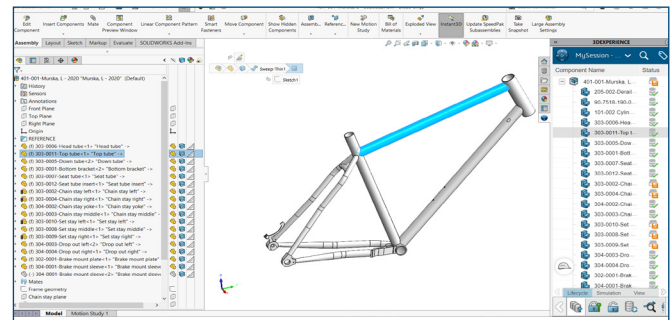 Edit Component
Insert Components
Mate
Component Preview Window
Linear Component Pattern
Smart Fasteners
Move Component
Show Hidden Components
Assemb...
Referenc...
New Motion Study
Bill of Materials
Exploded View
Instant3D
Update SpeedPak Subassemblies
Take Snapshot
Large Assembly Settings
Assembly
Layout
Sketch
Markup
Evaluate
SOLIDWORKS Add-Ins
3DEXPERIENCE
MySession -
Component Name
Status
Sweep-Thin1
Sketch1
401-001-Murska, L - 2020 "Murska, L - 2020" (Default)
History
Sensors
Annotations
Front Plane
Top Plane
Right Plane
Origin
REFERENCE
(f) 303-0006-Head tube<1> "Head tube" ->
(f) 303-0011-Top tube<1> "Top tube" ->
(f) 303-0005-Down tube<2> "Down tube" ->
(f) 303-0001-Bottom bracket<2> "Bottom bracket" ->
(f) 303-0007-Seat tube<1> "Seat tube" ->
(f) 303-0012-Seat tube insert<1> "Seat tube insert" ->
(f) 303-0002-Chain stay left<1> "Chain stay left" ->
(f) 303-0004-Chain stay right<1> "Chain stay right" ->
(f) 304-0002-Chain stay yoke<1> "Chain stay yoke" ->
(f) 303-0003-Chain stay middle<1> "Chain stay middle" -
(f) 303-0010-Set stay left<1> "Set stay left" ->
(f) 303-0008-Set stay middle<1> "Set stay middle" ->
(f) 303-0009-Set stay right<1> "Set stay right" ->
(f) 304-0003-Drop out left<2> "Drop out left" ->
(f) 304-0004-Drop out right<1> "Drop out right" ->
(f) 302-0001-Brake mount plate<1> "Brake mount plate"
(f) 304-0001-Brake mount sleeve<1> "Brake mount sleev
(-) 304-0001-Brake mount sleeve<2> "Brake mount sleev
Mates
Frame geometry
Chain stay plane
401-001-Murska, L...
205-002-Derail...
90-7518.190.0...
101-002 Cylin...
303-0006-Hea...
303-0011-Top t...
303-0005-Dow...
303-0001-Bott...
303-0007-Seat...
303-0012-Seat...
303-0002-Chai...
303-0004-Chai...
304-0002-Chai...
303-0003-Chai...
303-0010-Set ...
303-0008-Set ...
303-0009-Set ...
304-0003-Dro...
304-0004-Dro...
302-0001-Brak...
304-0001-Brak...
Lifecycle
Simulation
View
Model
Motion Study 1